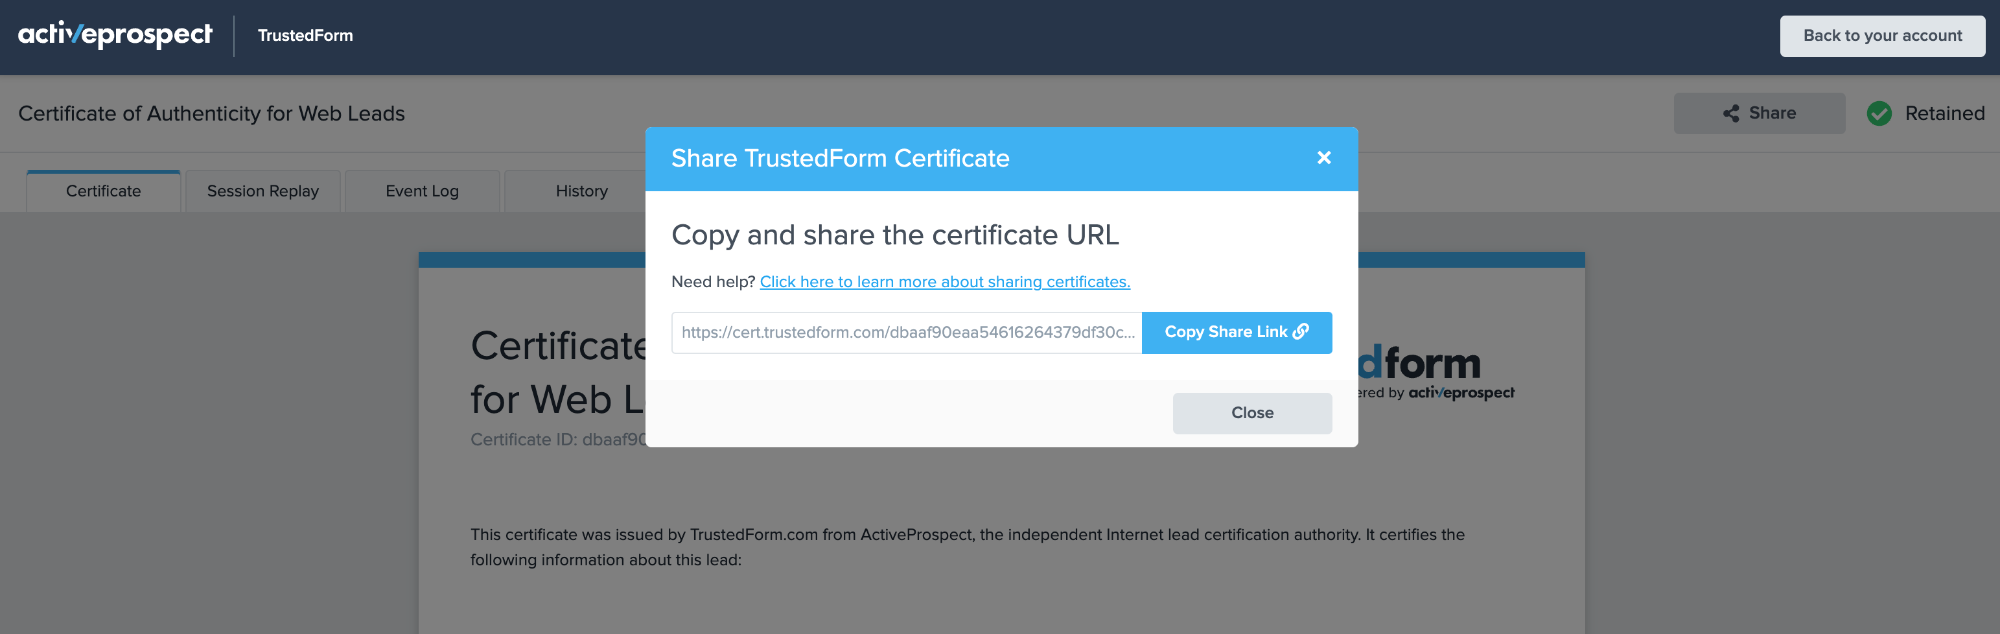 activeprospect
TrustedForm
Back to your account
Certificate of Authenticity for Web Leads
Share
Retained
Certificate
Session Replay
Event Log
History
Share TrustedForm Certificate
×
Copy and share the certificate URL
Need help? Click here to learn more about sharing certificates.
https://cert.trustedform.com/dbaaf90eaa54616264379df30c...
Copy Share Link
Close
Certificate
for Web L
Certificate ID: dbaaf90
dform
ered by activeprospect
This certificate was issued by TrustedForm.com from ActiveProspect, the independent Internet lead certification authority. It certifies the
following information about this lead: